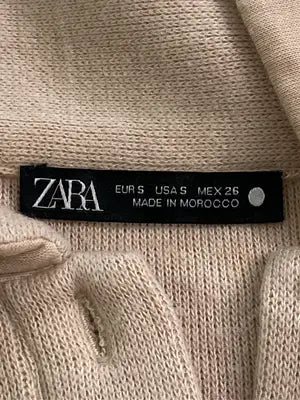 ZARA
EUR S USA S MEX 26
MADE IN MOROCCO